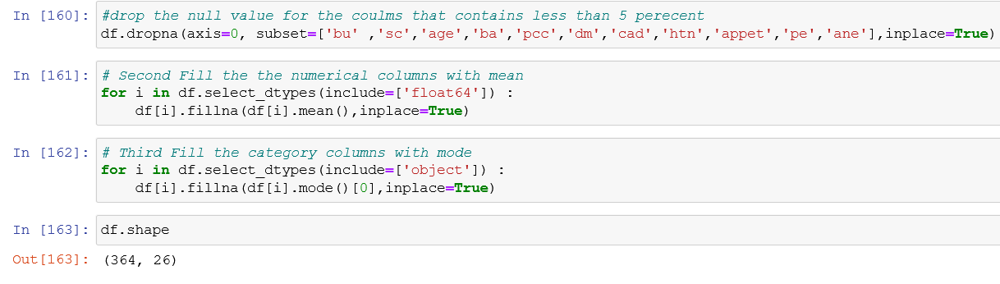 In [160]: #drop the null value for the coulms that contains less than 5 perecent
df.dropna(axis=0, subset=['bu' ,'sc','age','ba','pcc','dm','cad','htn','appet','pe','ane'],inplace=True)
In [161]: # Second Fill the the numerical columns with mean
for i in df.select_dtypes(include=['float64']) :
    df[i].fillna(df[i].mean(),inplace=True)
In [162]: # Third Fill the category columns with mode
for i in df.select_dtypes(include=['object']) :
    df[i].fillna(df[i].mode()[0],inplace=True)
In [163]: df.shape
Out[163]: (364, 26)